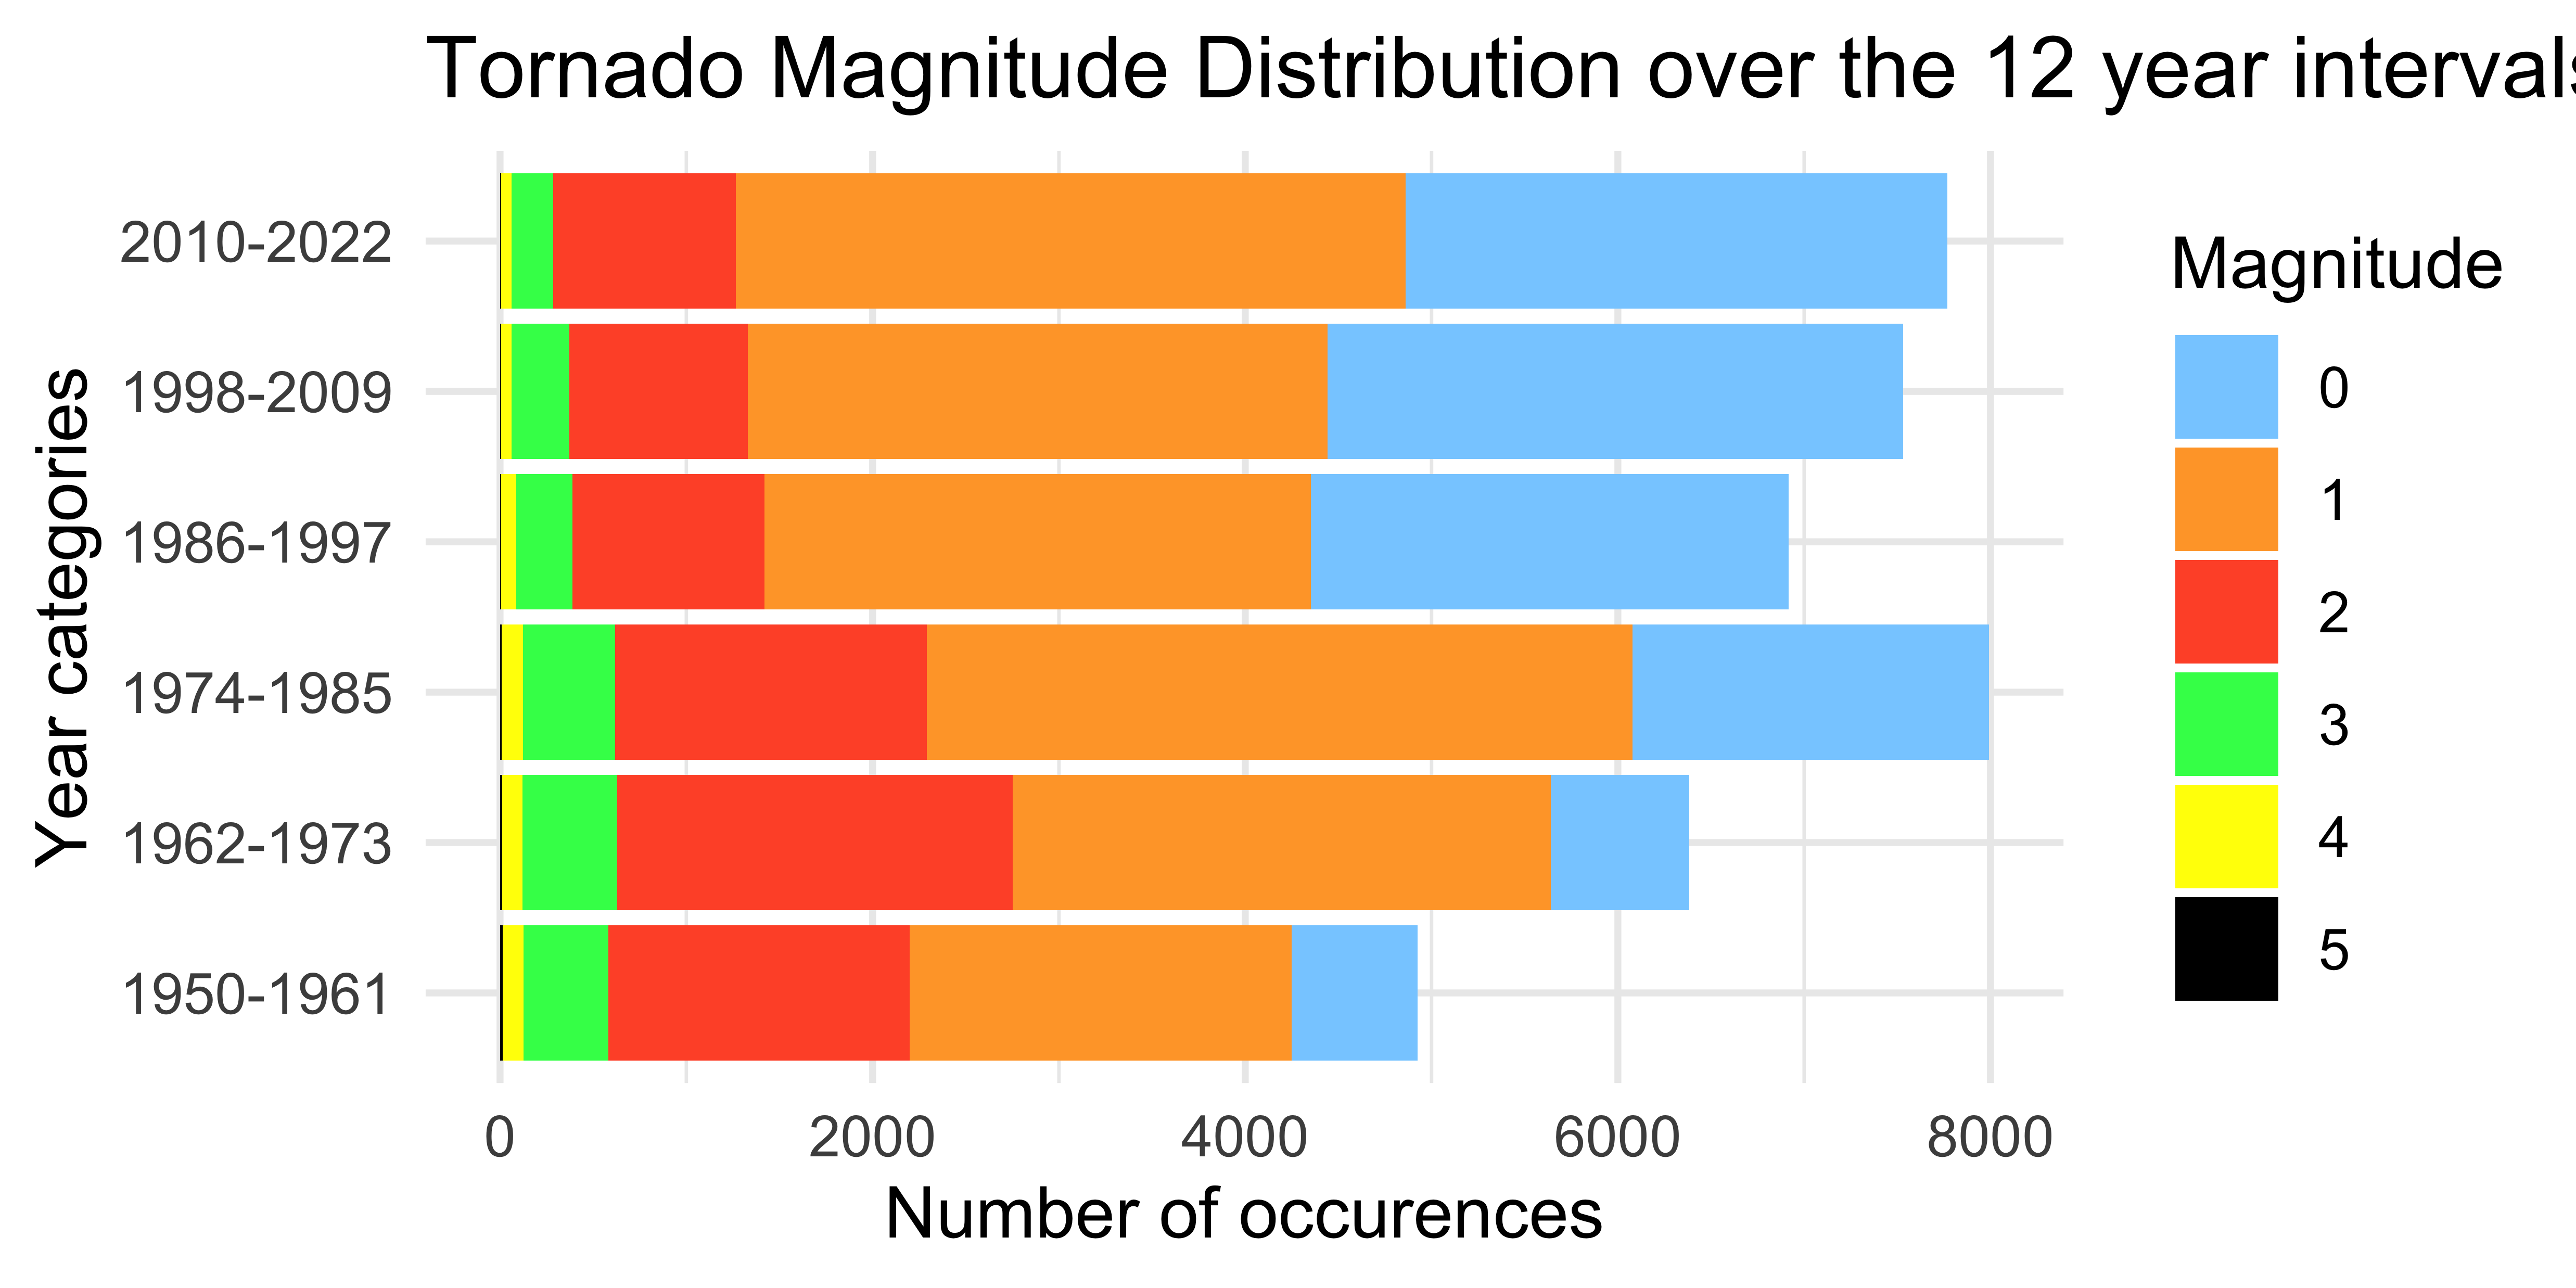 Tornado Magnitude Distribution over the 12 year intervals
Year categories
2010-2022
1998-2009
1986-1997
1974-1985
1962-1973
1950-1961
0 2000 4000 6000 8000
Number of occurences
Magnitude
0
1
2
3
4
5